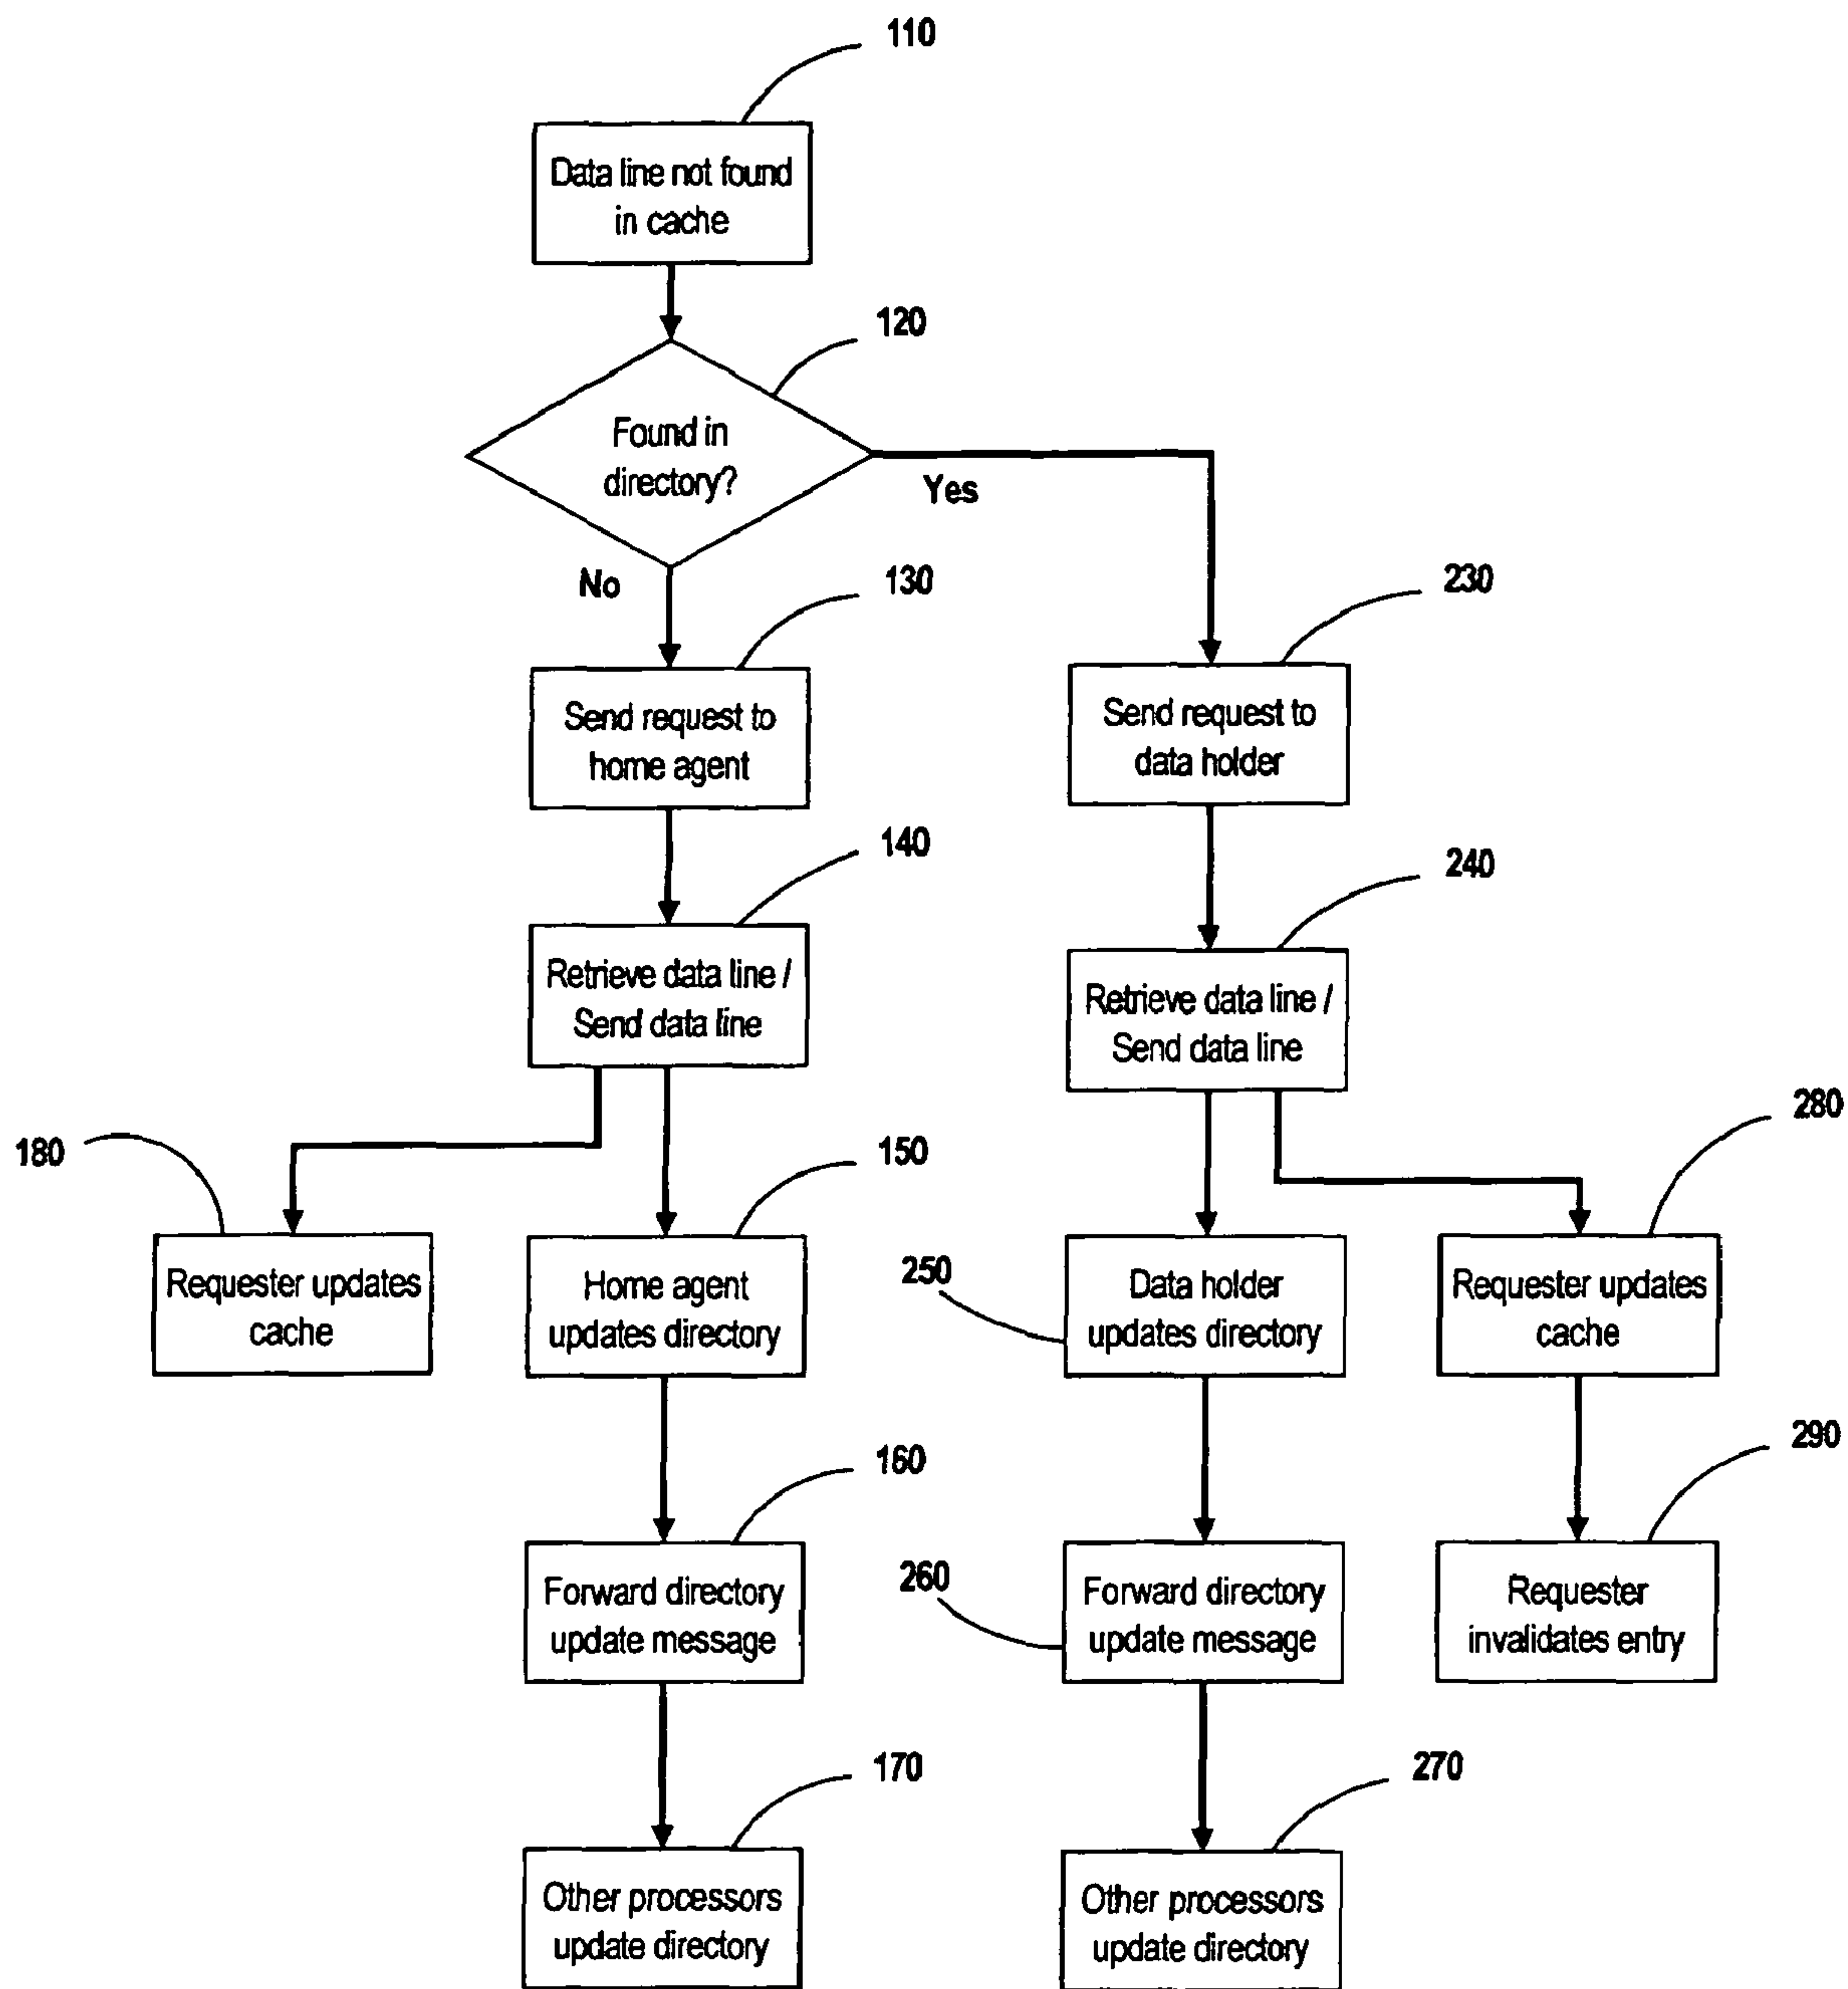 110
Data line not found
in cache
120
Found in
directory?
Yes
No
130
230
Send request to
home agent
Send request to
data holder
140
240
Retrieve data line /
Send data line
Retrieve data line /
Send data line
180
150
280
Requester updates
cache
Home agent
updates directory
250
Data holder
updates directory
Requester updates
cache
160
290
Forward directory
update message
260
Forward directory
update message
Requester
invalidates entry
170
270
Other processors
update directory
Other processors
update directory